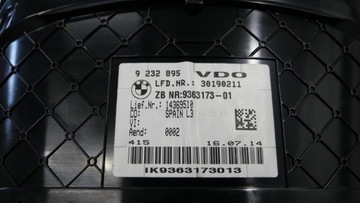 9 232 895 VDO
LFD.NR.: 30190211
ZB NR:9363173-01
Lief.Nr.: 14369510
CO: SPAIN L3
VI:
Aend: 0002
415 16.07.14
IK9363173013